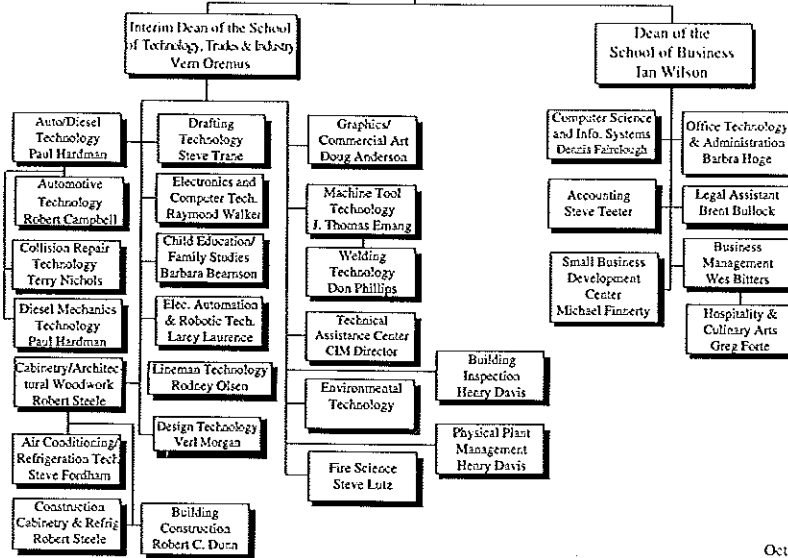 Interim Dean of the School
of Technology, Trades & Industry
Vern Oremus
Dean of the
School of Business
Ian Wilson
Auto/Diesel
Technology
Paul Hardman
Automotive
Technology
Robert Campbell
Collision Repair
Technology
Terry Nichols
Diesel Mechanics
Technology
Paul Hardman
Cabinetry/Architec-
tural Woodwork
Robert Steele
Air Conditioning/
Refrigeration Tech.
Steve Fordham
Construction
Cabinetry & Refrig
Robert Steele
Building
Construction
Robert C. Dunn
Drafting
Technology
Steve Trane
Electronics and
Computer Tech.
Raymond Walker
Child Education/
Family Studies
Barbara
Elec. Automation
& Robotic Tech.
Larey Laurence
Lineman Technology
Rodney Olsen
Design Technology
Verl Morgan
Graphics/
Commercial Art
Doug Anderson
Machine Tool
Technology
J. Thomas Emang
Welding
Technology
Don Phillips
Technical
Assistance Center
CIM Director
Environmental
Technology
Fire Science
Steve Lutz
Building
Inspection
Henry Davis
Physical Plant
Management
Henry Davis
Computer Science
and Info. Systems
Dennis Fairclough
Accounting
Steve Teeter
Small Business
Development
Center
Michael Finnerty
Office Technology
& Administration
Barbra Hoge
Legal Assistant
Brent Bullock
Business
Management
Wes Bitters
Hospitality &
Culinary Arts
Greg Forte
Oct